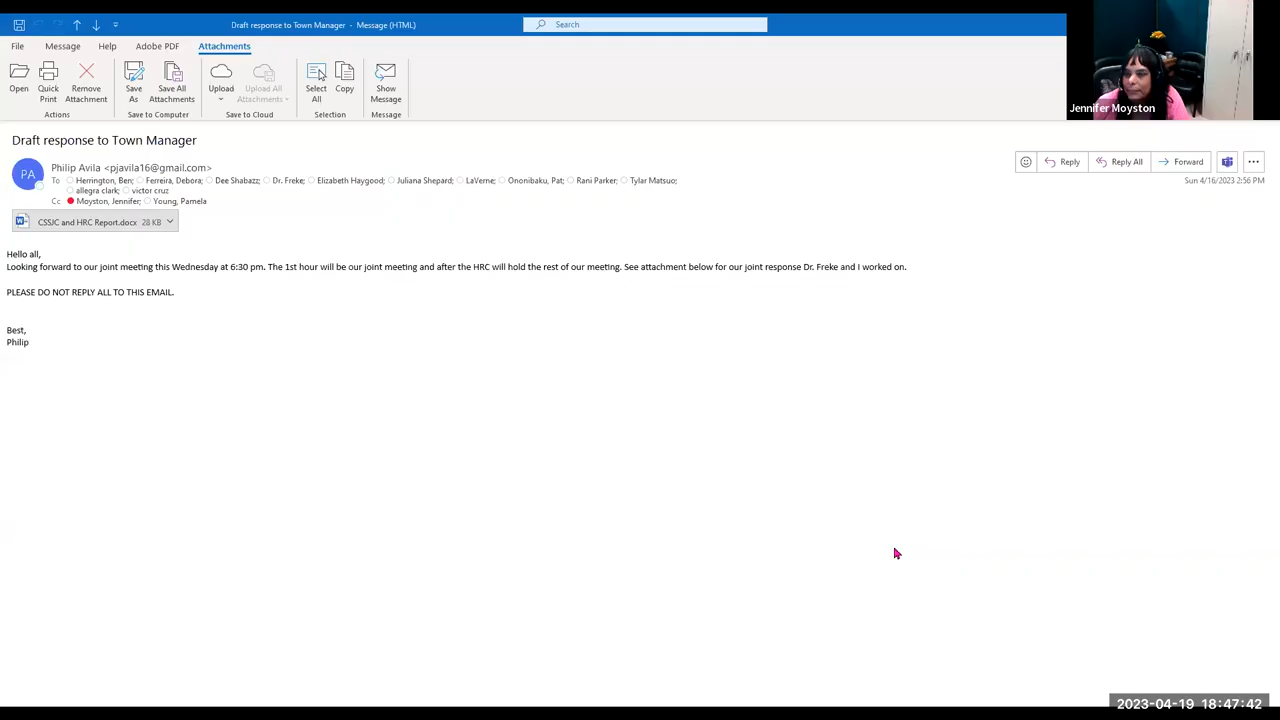 Draft response to Town Manager - Message (HTML)
Search
File Message Help Adobe PDF Attachments
Open Quick Print Remove Attachment Save As Save All Attachments Upload Upload All Attachments Select All Copy Show Message
Actions Save to Computer Save to Cloud Selection Message
Jennifer Moyston
Draft response to Town Manager
PA
Philip Avila <pjavila16@gmail.com>
Reply Reply All Forward
To Herrington, Ben; Ferreira, Debora; Dee Shabazz; Dr. Freke; Elizabeth Haygood; Juliana Shepard; LaVerne; Ononibaku, Pat; Rani Parker; Tylar Matsuo;
allegra clark; victor cruz
Sun 4/16/2023 2:56 PM
Cc Moyston, Jennifer; Young, Pamela
CSSJC and HRC Report.docx 28 KB
Hello all,
Looking forward to our joint meeting this Wednesday at 6:30 pm. The 1st hour will be our joint meeting and after the HRC will hold the rest of our meeting. See attachment below for our joint response Dr. Freke and I worked on.
PLEASE DO NOT REPLY ALL TO THIS EMAIL.
Best,
Philip
2023-04-19 18:47:42